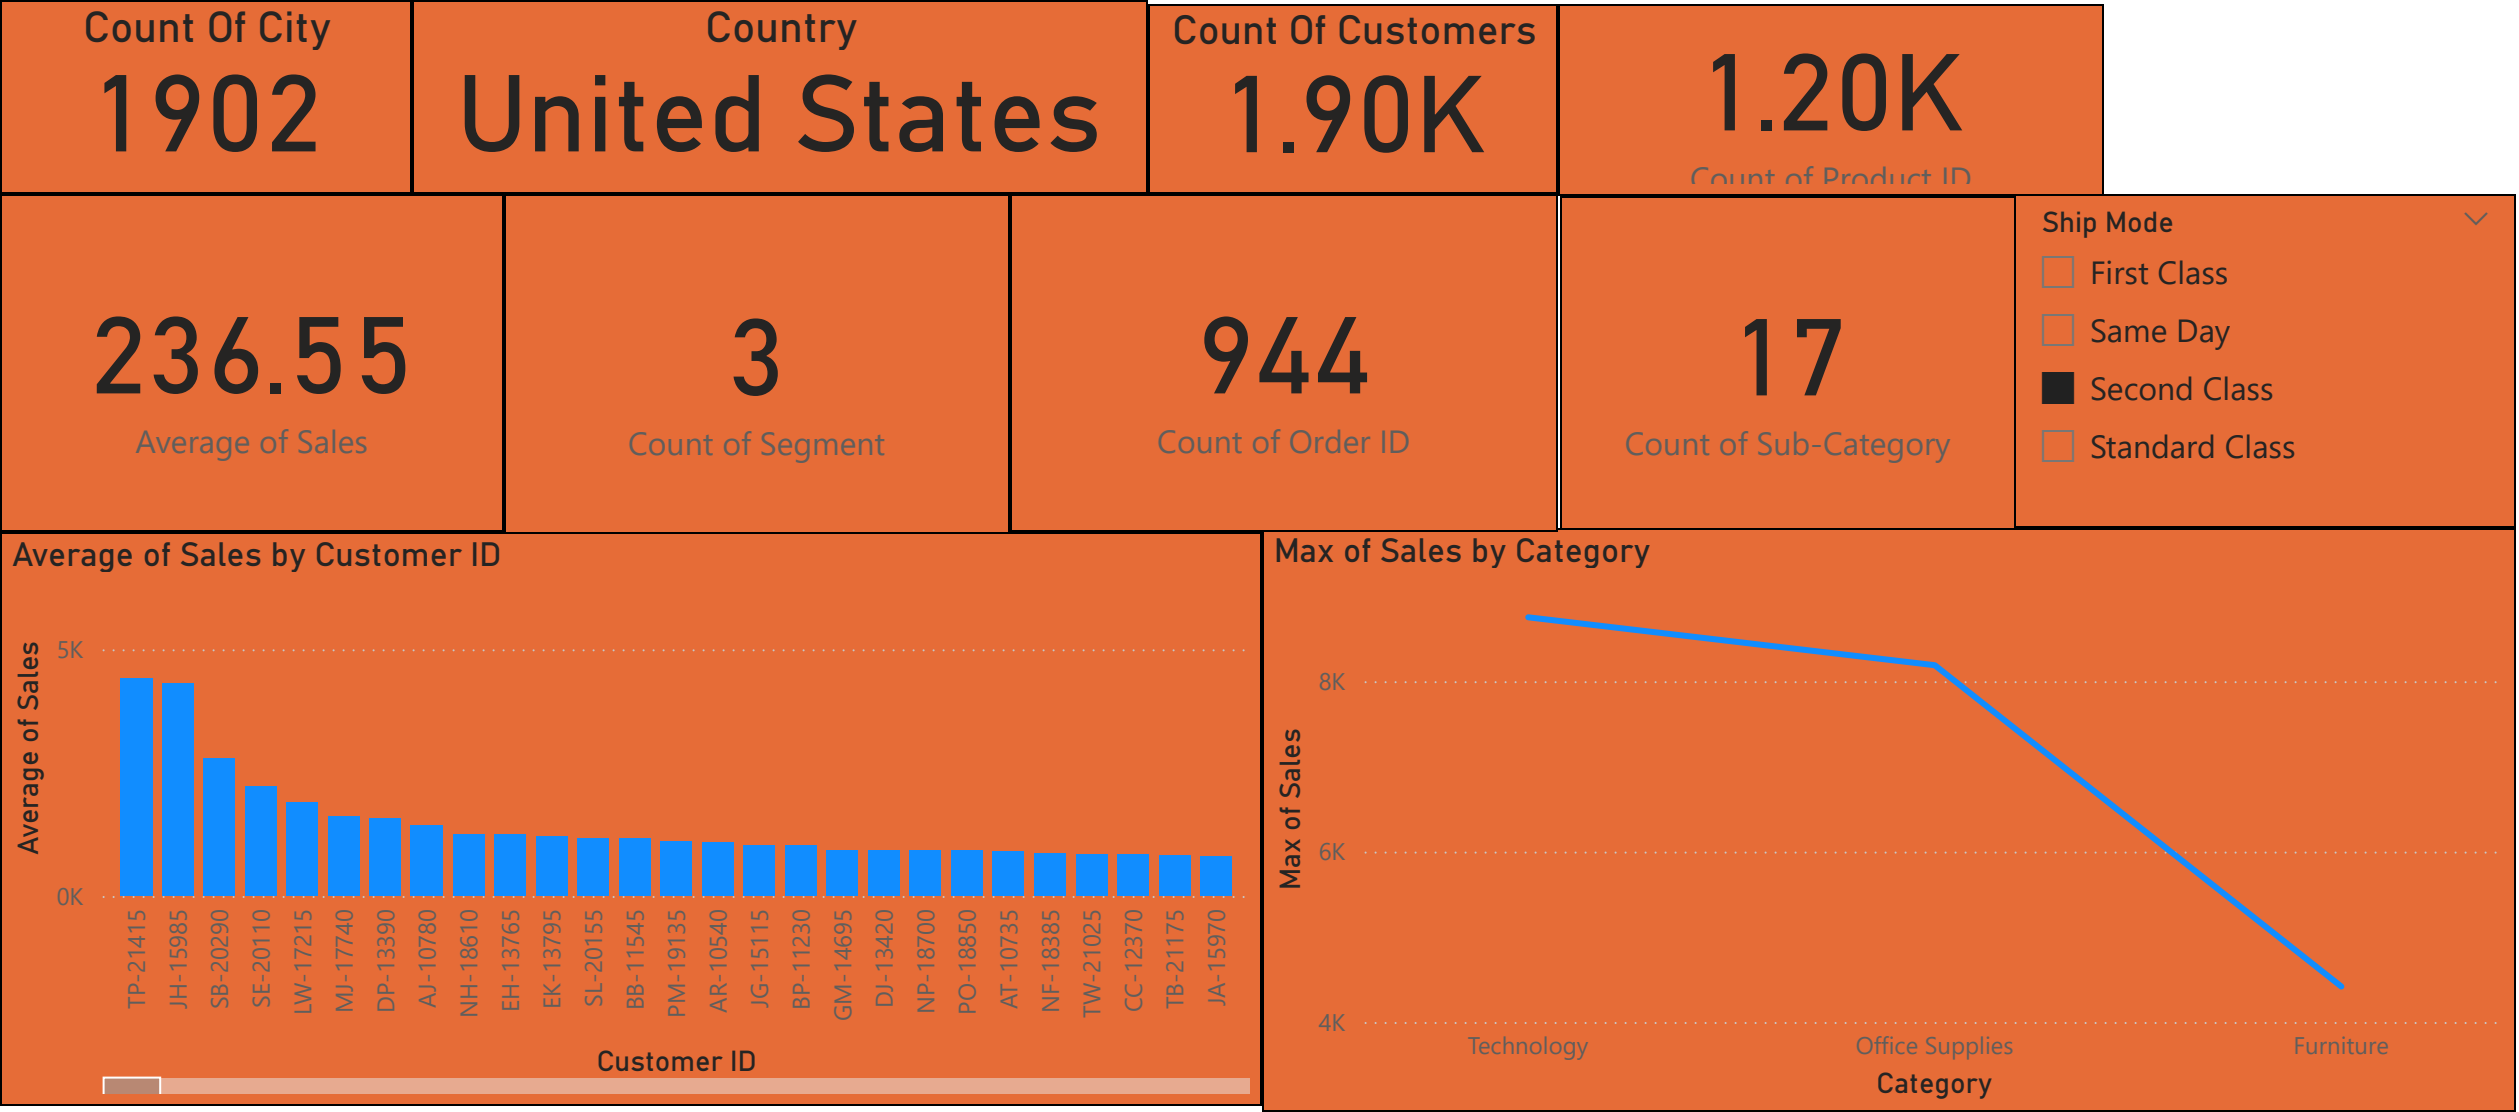 Count Of City
1902
Country
United States
Count Of Customers
1.90K
1.20K
Count of Product ID
236.55
Average of Sales
3
Count of Segment
944
Count of Order ID
17
Count of Sub-Category
Ship Mode
First Class
Same Day
Second Class
Standard Class
Average of Sales by Customer ID
Average of Sales
5K
0K
TP-21415
JH-15985
SB-20290
SE-20110
LW-17215
MJ-17740
DP-13390
AJ-10780
NH-18610
EH-13765
EK-13795
SL-20155
BB-11545
PM-19135
AR-10540
JG-15115
BP-11230
GM-14695
DJ-13420
NP-18700
PO-18850
AT-10735
NF-18385
TW-21025
CC-12370
TB-21175
JA-15970
Customer ID
Max of Sales by Category
Max of Sales
8K
6K
4K
Technology
Office Supplies
Furniture
Category